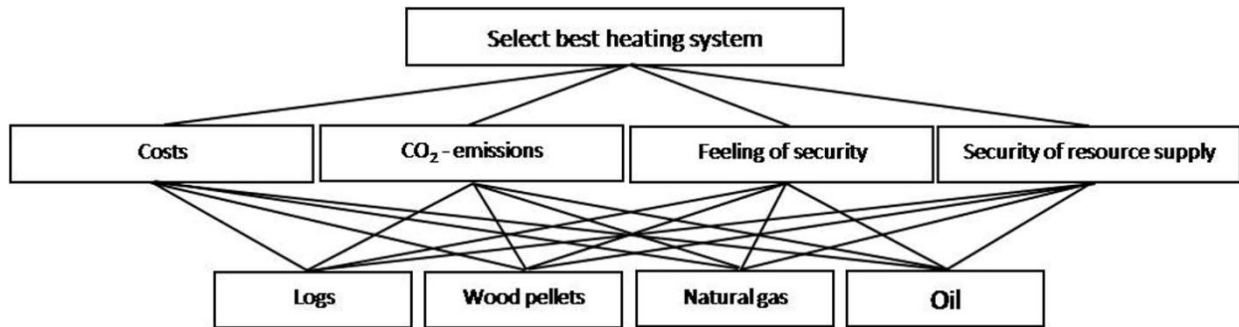 Select best heating system
Costs
CO₂ - emissions
Feeling of security
Security of resource supply
Logs
Wood pellets
Natural gas
Oil